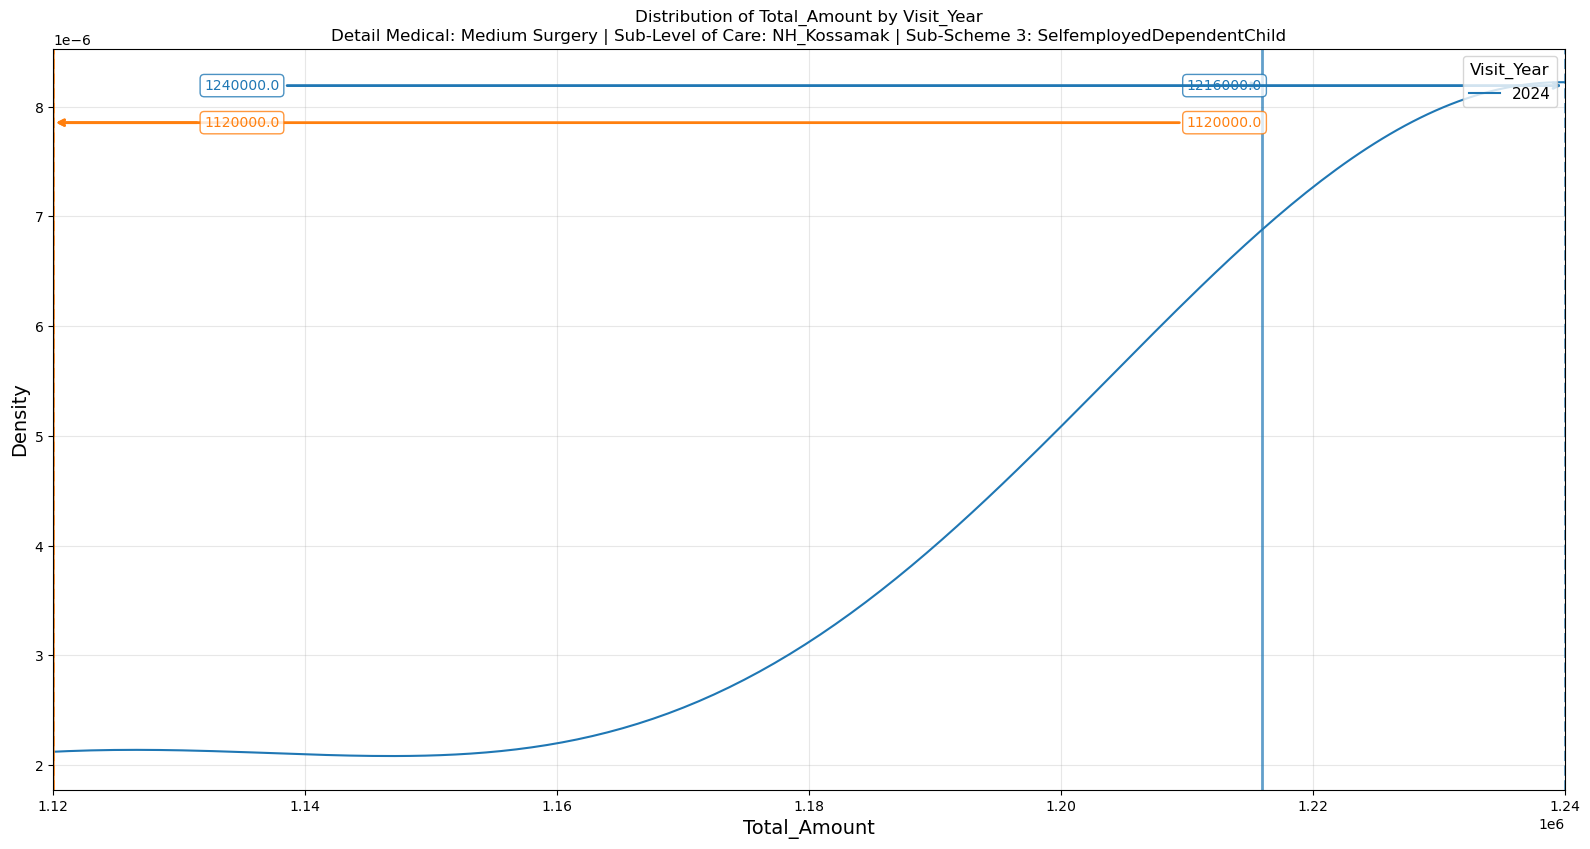 Distribution of Total_Amount by Visit_Year
Detail Medical: Medium Surgery | Sub-Level of Care: NH_Kossamak | Sub-Scheme 3: SelfemployedDependentChild
1e−6
1240000.0
1216000.0
1120000.0
1120000.0
Visit_Year
2024
8
7
6
5
4
3
2
Density
1.12
1.14
1.16
1.18
1.20
1.22
1.24
1e6
Total_Amount